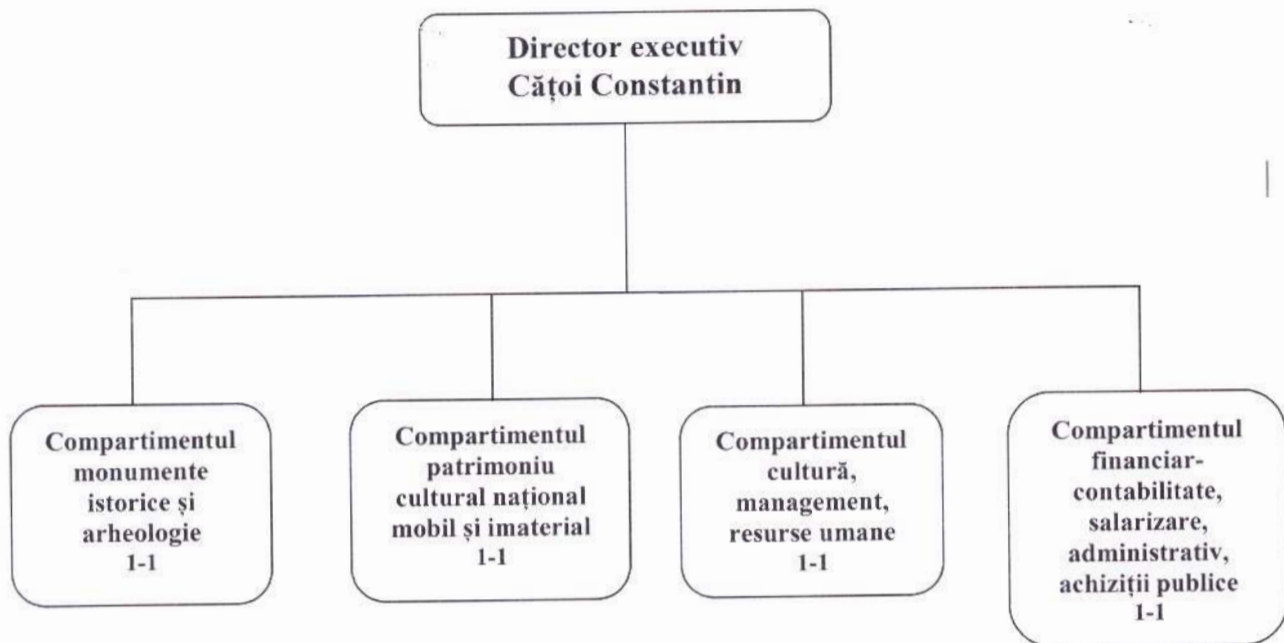 Director executiv
Cățoi Constantin
Compartimentul
monumente
istorice și
arheologie
1-1
Compartimentul
patrimoniu
cultural național
mobil și imaterial
1-1
Compartimentul
cultură,
management,
resurse umane
1-1
Compartimentul
financiar-
contabilitate,
salarizare,
administrativ,
achiziții publice
1-1